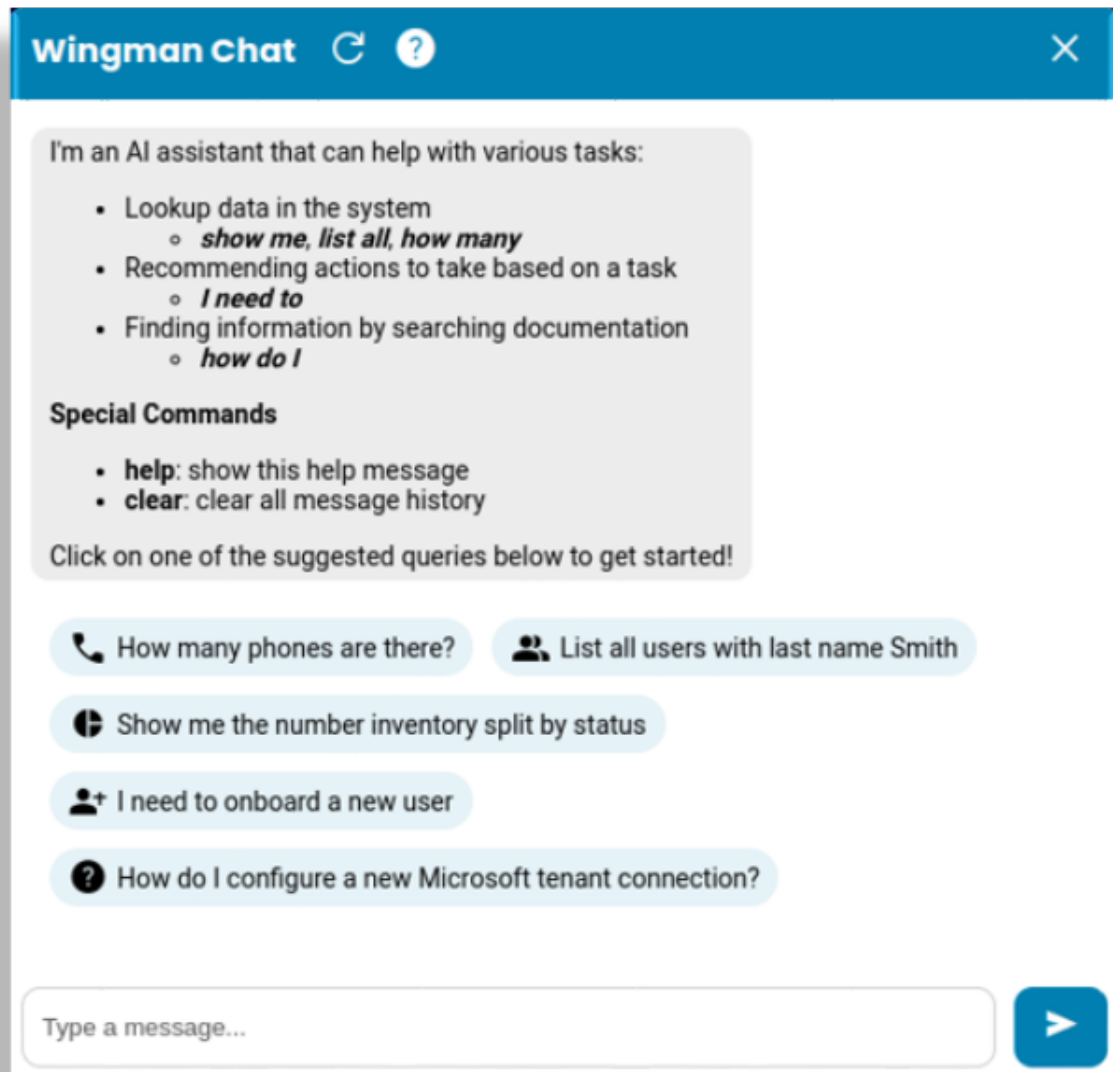 Wingman Chat
I'm an AI assistant that can help with various tasks:
Lookup data in the system
show me, list all, how many
Recommending actions to take based on a task
I need to
Finding information by searching documentation
how do I
Special Commands
help: show this help message
clear: clear all message history
Click on one of the suggested queries below to get started!
How many phones are there?
List all users with last name Smith
Show me the number inventory split by status
I need to onboard a new user
How do I configure a new Microsoft tenant connection?
Type a message...